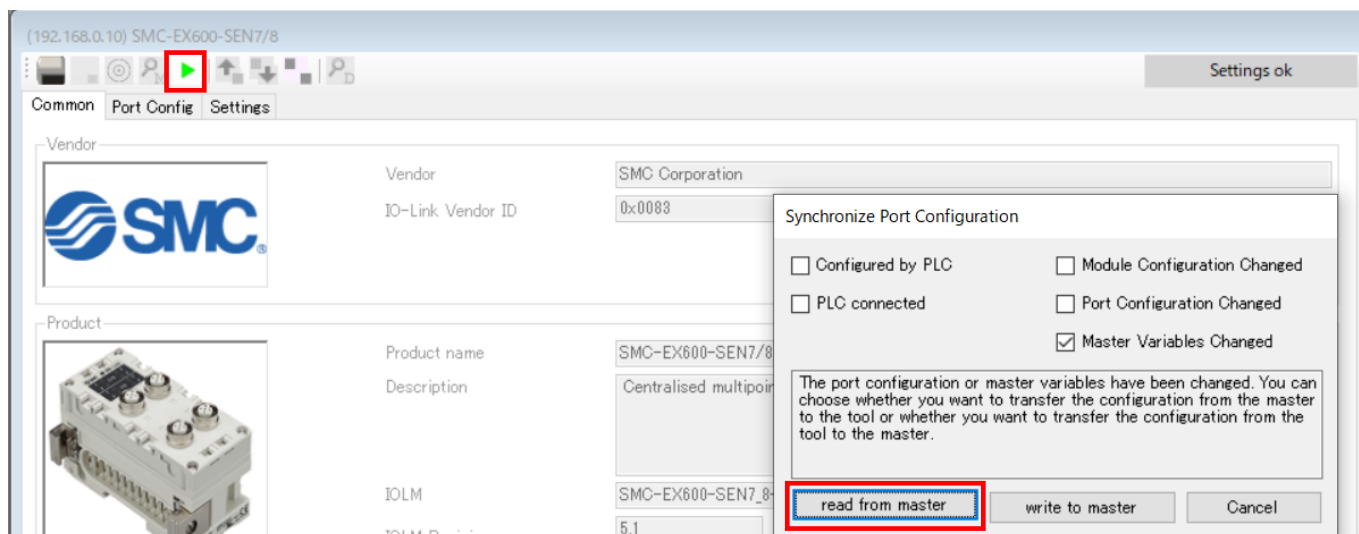 (192.168.0.10) SMC-EX600-SEN7/8
Settings ok
Common Port Config Settings
Vendor
SMC
Vendor SMC Corporation
IO-Link Vendor ID 0x0083
Synchronize Port Configuration
Configured by PLC Module Configuration Changed
PLC connected Port Configuration Changed
Master Variables Changed
The port configuration or master variables have been changed. You can
choose whether you want to transfer the configuration from the master
to the tool or whether you want to transfer the configuration from the
tool to the master.
read from master write to master Cancel
Product
Product name SMC-EX600-SEN7/8
Description Centralised multipoin
IOLM SMC-EX600-SEN7_8-
5.1